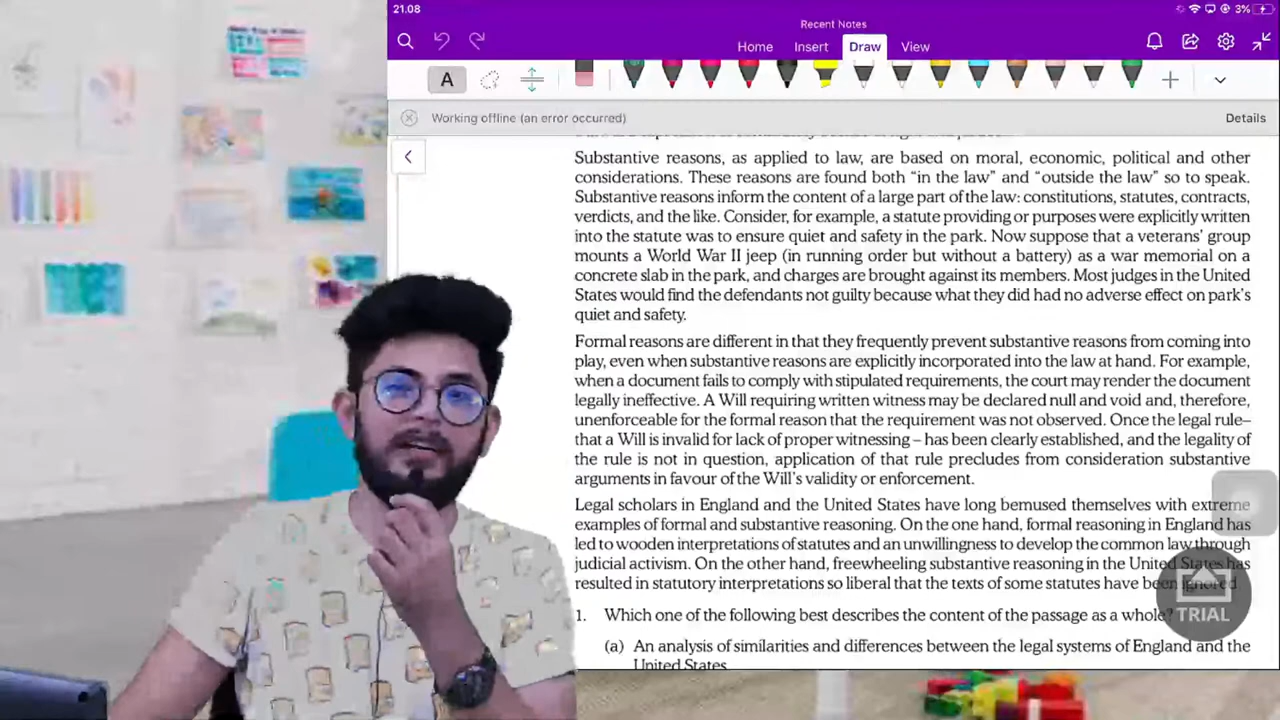 21.08
3%
Recent Notes
Home Insert Draw View
A
Working offline (an error occurred)
Details
Substantive reasons, as applied to law, are based on moral, economic, political and other
considerations. These reasons are found both “in the law” and “outside the law” so to speak.
Substantive reasons inform the content of a large part of the law: constitutions, statutes, contracts,
verdicts, and the like. Consider, for example, a statute providing or purposes were explicitly written
into the statute was to ensure quiet and safety in the park. Now suppose that a veterans’ group
mounts a World War II jeep (in running order but without a battery) as a war memorial on a
concrete slab in the park, and charges are brought against its members. Most judges in the United
States would find the defendants not guilty because what they did had no adverse effect on park’s
quiet and safety.
Formal reasons are different in that they frequently prevent substantive reasons from coming into
play, even when substantive reasons are explicitly incorporated into the law at hand. For example,
when a document fails to comply with stipulated requirements, the court may render the document
legally ineffective. A Will requiring written witness may be declared null and void and, therefore,
unenforceable for the formal reason that the requirement was not observed. Once the legal rule–
that a Will is invalid for lack of proper witnessing – has been clearly established, and the legality of
the rule is not in question, application of that rule precludes from consideration substantive
arguments in favour of the Will’s validity or enforcement.
Legal scholars in England and the United States have long bemused themselves with extreme
examples of formal and substantive reasoning. On the one hand, formal reasoning in England has
led to wooden interpretations of statutes and an unwillingness to develop the common law through
judicial activism. On the other hand, freewheeling substantive reasoning in the United States has
resulted in statutory interpretations so liberal that the texts of some statutes have been ignored
TRIAL
1. Which one of the following best describes the content of the passage as a whole?
(a) An analysis of similarities and differences between the legal systems of England and the
United States.